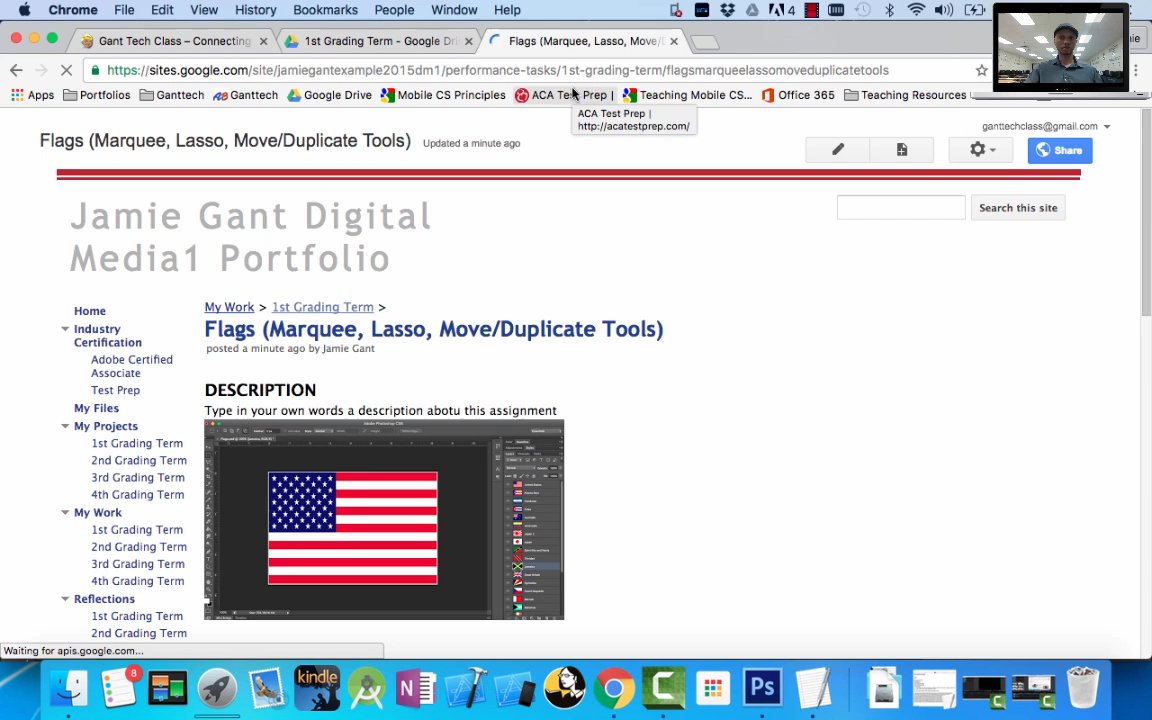 Chrome File Edit View History Bookmarks People Window Help
4
Gant Tech Class – Connecting
1st Grading Term - Google Dri
Flags (Marquee, Lasso, Move/D
https://sites.google.com/site/jamiegantexample2015dm1/performance-tasks/1st-grading-term/flagsmarqueelassomoveduplicatetools
Apps Portfolios Ganttech Ganttech Google Drive Mobile CS Principles ACA Test Prep | Teaching Mobile CS... Office 365 Teaching Resources
ACA Test Prep |
http://acatestprep.com/
ganttechclass@gmail.com
Flags (Marquee, Lasso, Move/Duplicate Tools) Updated a minute ago
Share
Jamie Gant Digital
Media1 Portfolio
Search this site
My Work > 1st Grading Term >
Flags (Marquee, Lasso, Move/Duplicate Tools)
posted a minute ago by Jamie Gant
DESCRIPTION
Type in your own words a description abotu this assignment
Home
Industry
Certification
Adobe Certified
Associate
Test Prep
My Files
My Projects
1st Grading Term
2nd Grading Term
3rd Grading Term
4th Grading Term
My Work
1st Grading Term
2nd Grading Term
3rd Grading Term
4th Grading Term
Reflections
1st Grading Term
2nd Grading Term
Waiting for apis.google.com...
8
kindle
N
C
Ps